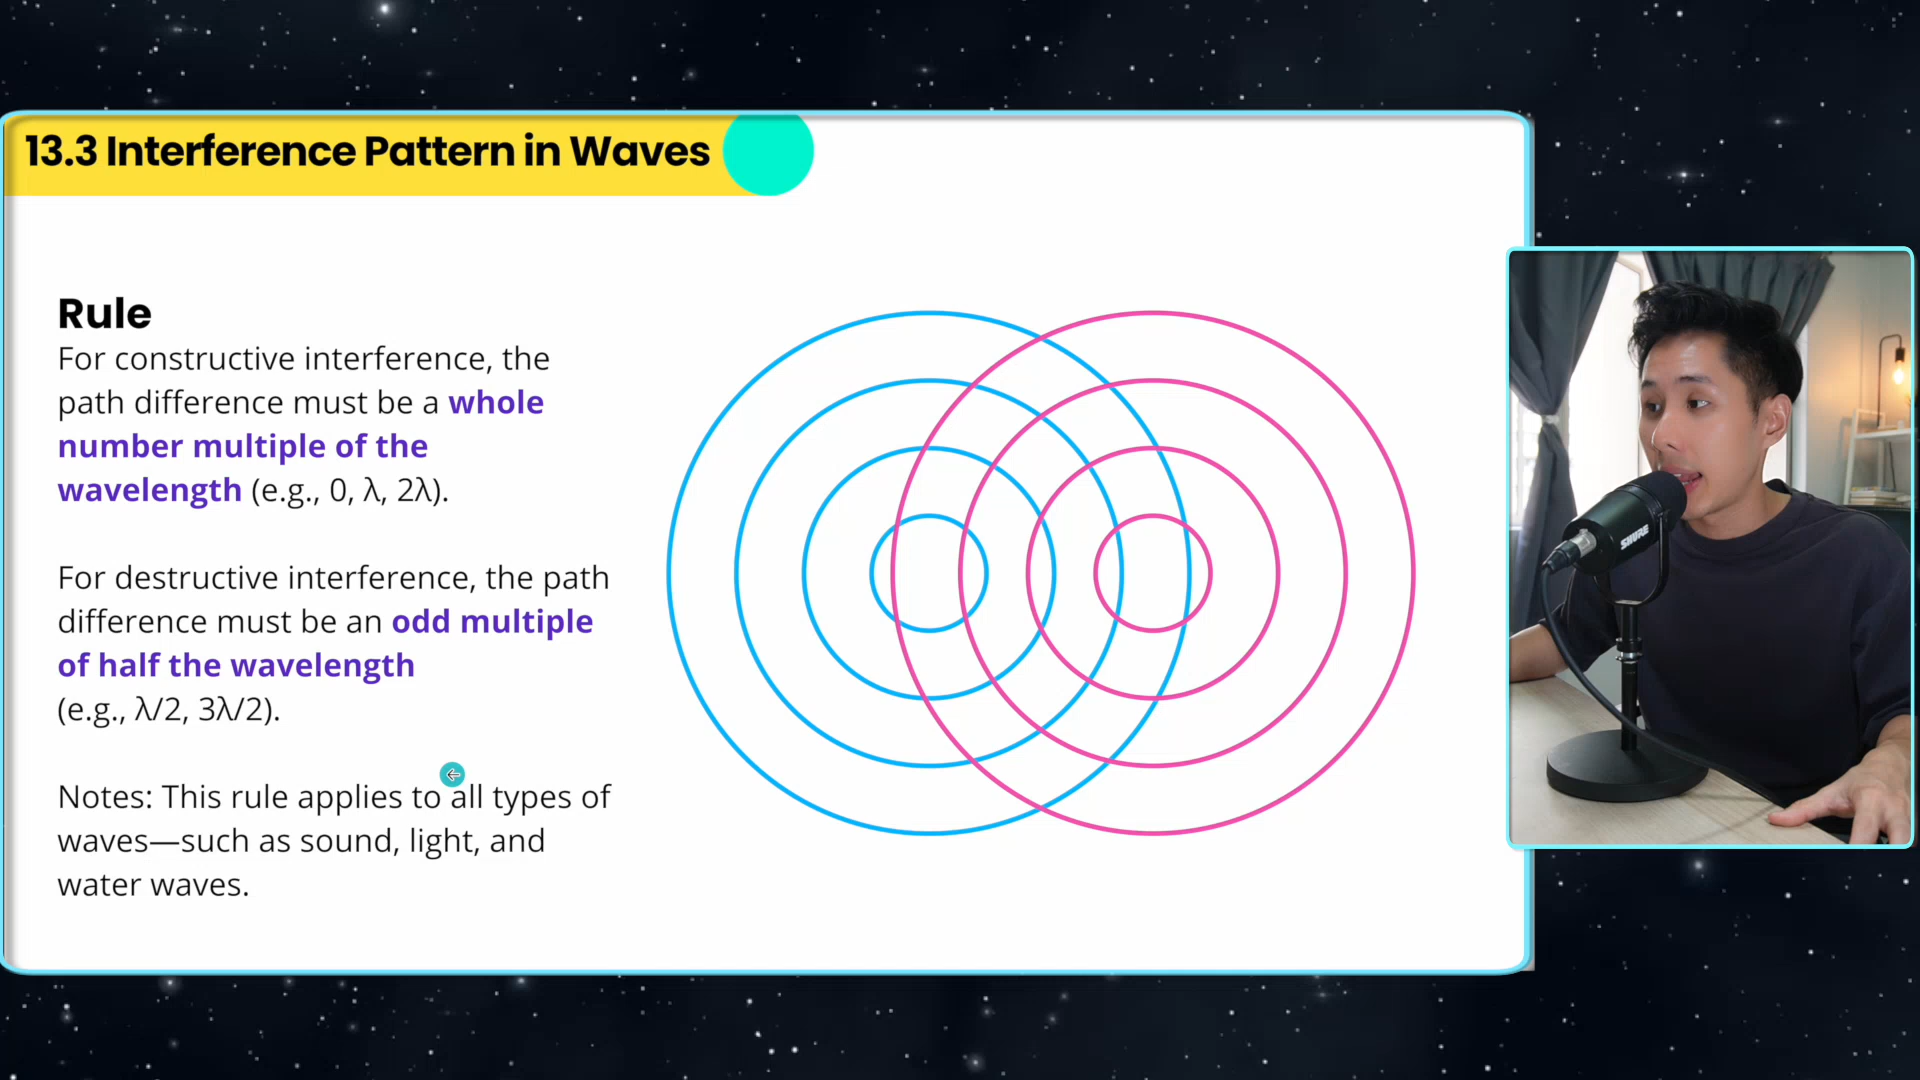 13.3 Interference Pattern in Waves
Rule
For constructive interference, the
path difference must be a whole
number multiple of the
wavelength (e.g., 0, λ, 2λ).
For destructive interference, the path
difference must be an odd multiple
of half the wavelength
(e.g., λ/2, 3λ/2).
Notes: This rule applies to all types of
waves—such as sound, light, and
water waves.
SHURE